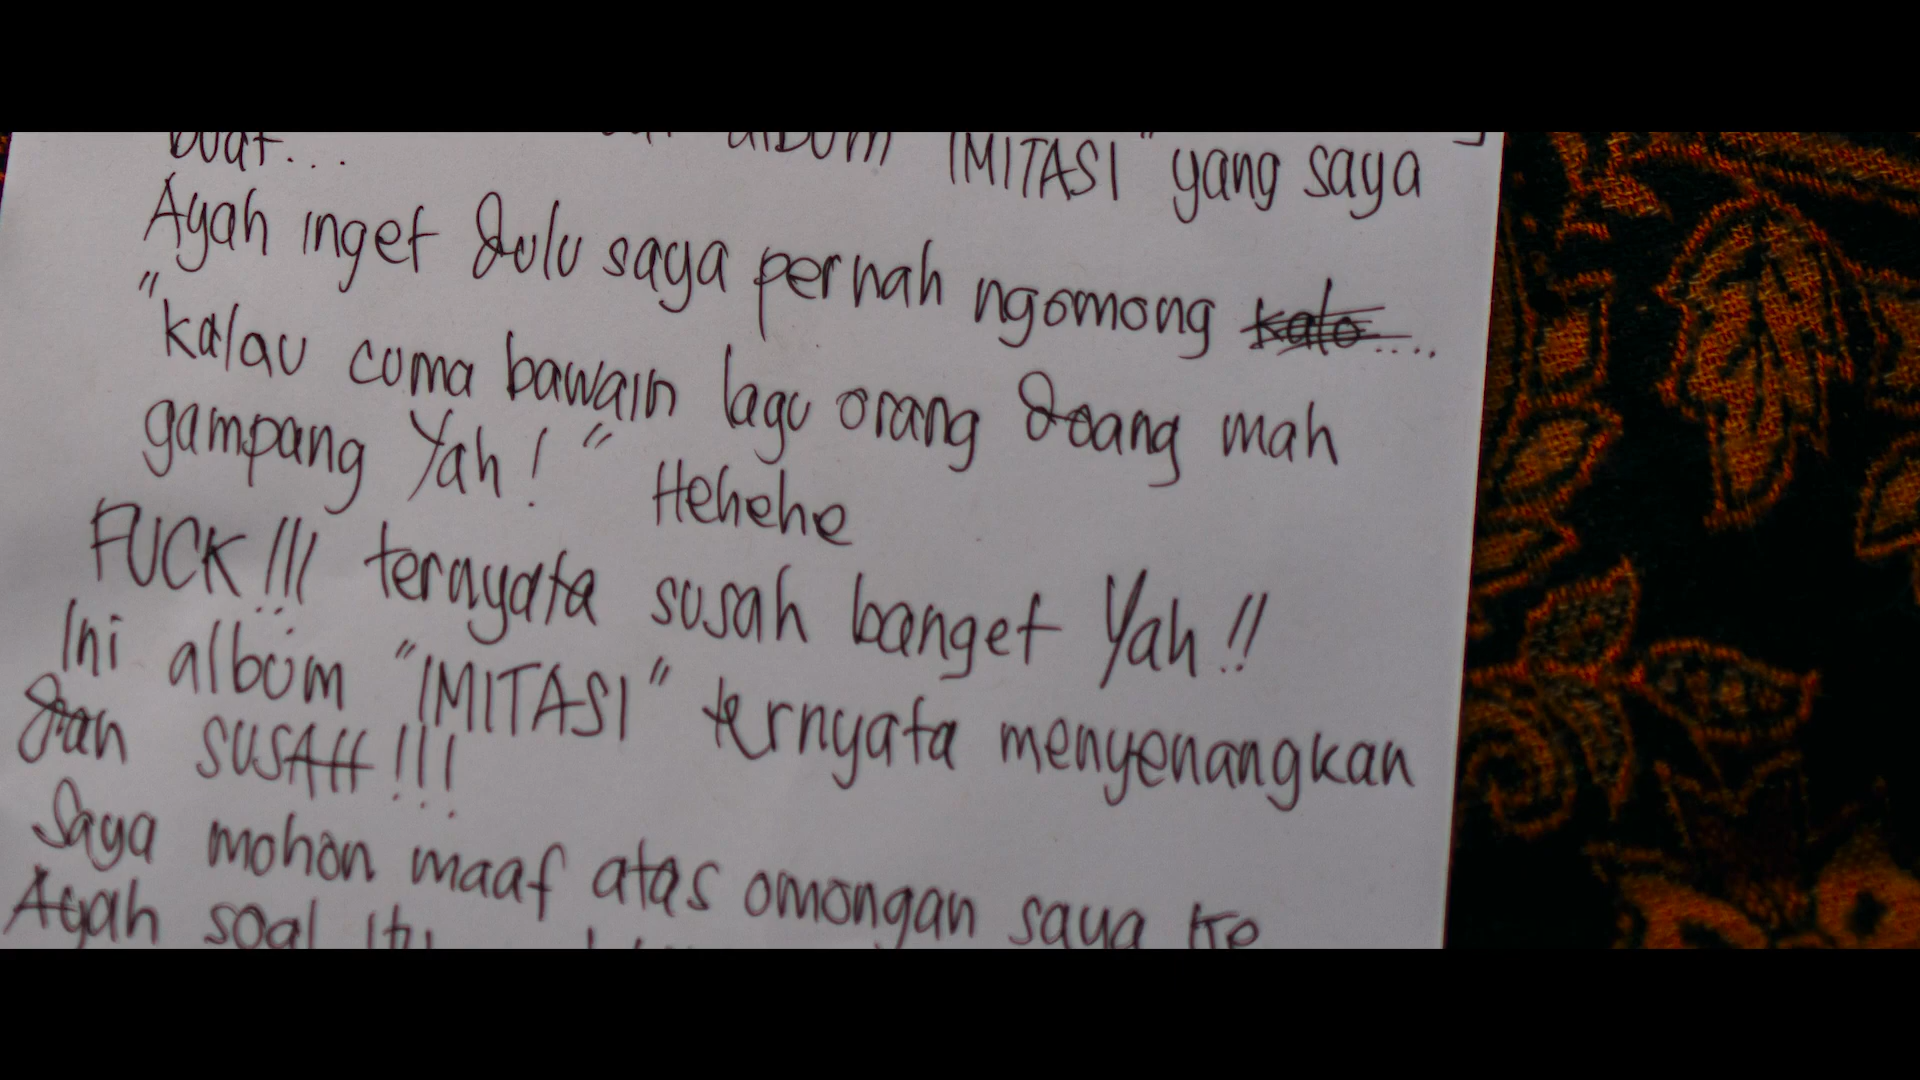 buat... album IMITASI" yang saya
Ayah inget dulu saya pernah ngomong kalo....
"kalau cuma bawain lagu orang doang mah
gampang Yah!" Hehehe
FUCK!!! ternyata susah banget Yah!!
Ini album "IMITASI" ternyata menyenangkan
dan SUSAH!!!
Saya mohon maaf atas omongan saya ke
Ayah soal itu